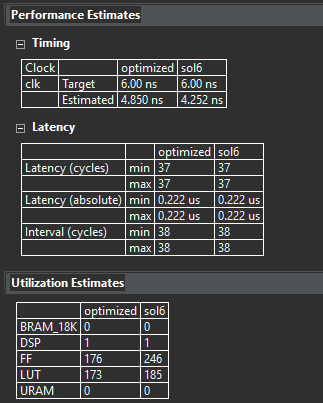 Performance Estimates
Timing
Clock optimized sol6
clk Target 6.00 ns 6.00 ns
Estimated 4.850 ns 4.252 ns
Latency
optimized sol6
Latency (cycles) min 37 37
max 37 37
Latency (absolute) min 0.222 us 0.222 us
max 0.222 us 0.222 us
Interval (cycles) min 38 38
max 38 38
Utilization Estimates
optimized sol6
BRAM_18K 0 0
DSP 1 1
FF 176 246
LUT 173 185
URAM 0 0